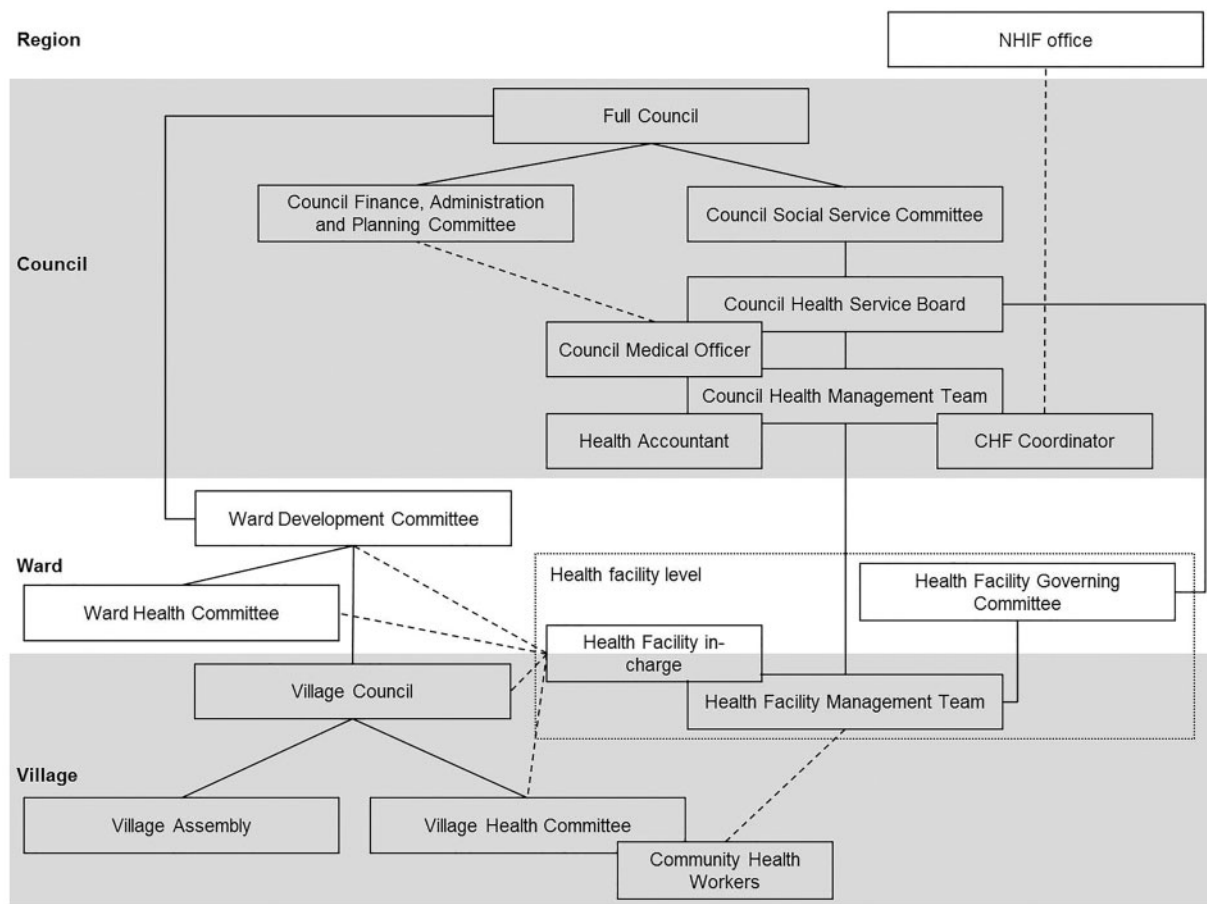 Region
NHIF office
Full Council
Council Finance, Administration
and Planning Committee
Council Social Service Committee
Council
Council Health Service Board
Council Medical Officer
Council Health Management Team
Health Accountant
CHF Coordinator
Ward Development Committee
Ward
Health facility level
Health Facility Governing
Committee
Ward Health Committee
Health Facility in-
charge
Village Council
Health Facility Management Team
Village
Village Assembly
Village Health Committee
Community Health
Workers